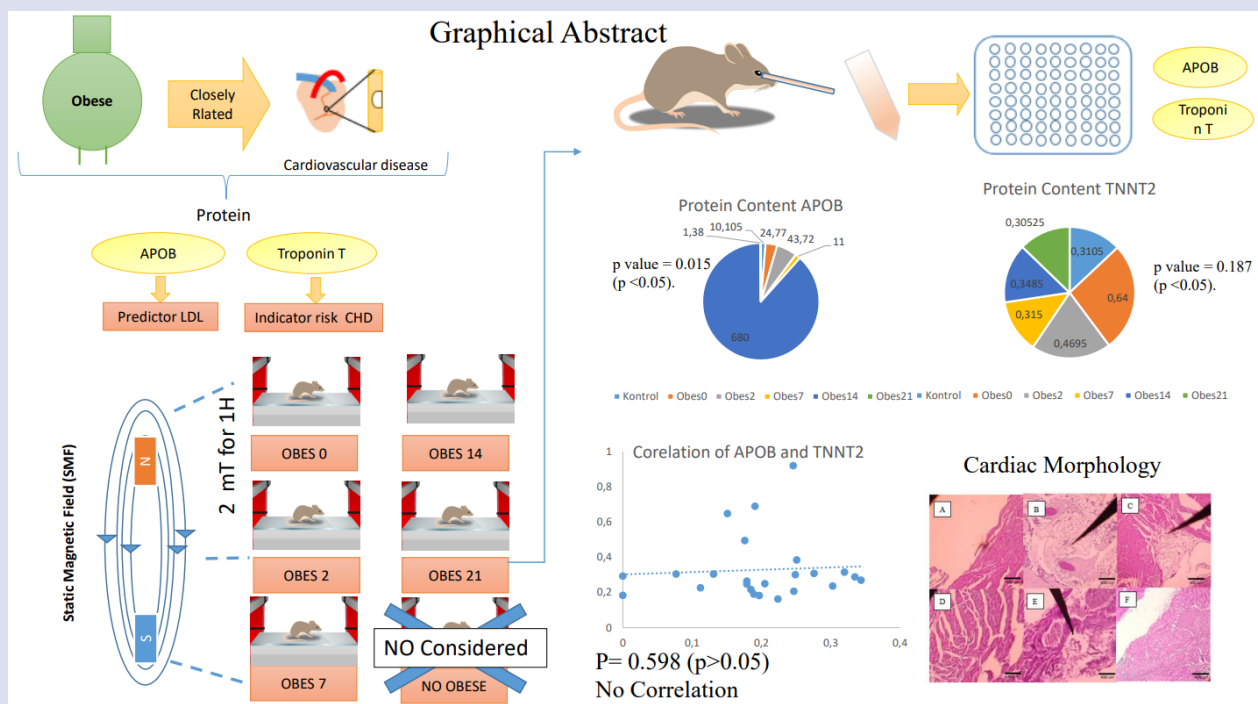 Graphical Abstract
Obese
Closely
Rlated
Cardiovascular disease
Protein
APOB
Troponin T
Predictor LDL
Indicator risk CHD
Static Magnetic Field (SMF)
N
S
2 mT for 1H
OBES 0
OBES 14
OBES 2
OBES 21
OBES 7
NO Considered
NO OBESE
APOB
Troponi
n T
Protein Content APOB
1,38
10,105
24,77
43,72
11
680
p value = 0.015
(p <0.05).
Kontrol Obes0 Obes2 Obes7 Obes14 Obes21
Protein Content TNNT2
0,30525
0,3105
0,3485
0,64
0,315
0,4695
p value = 0.187
(p <0.05).
Kontrol Obes0 Obes2 Obes7 Obes14 Obes21
Corelation of APOB and TNNT2
1
0,8
0,6
0,4
0,2
0
0 0,1 0,2 0,3 0,4
P= 0.598 (p>0.05)
No Correlation
Cardiac Morphology
A
B
C
D
E
F